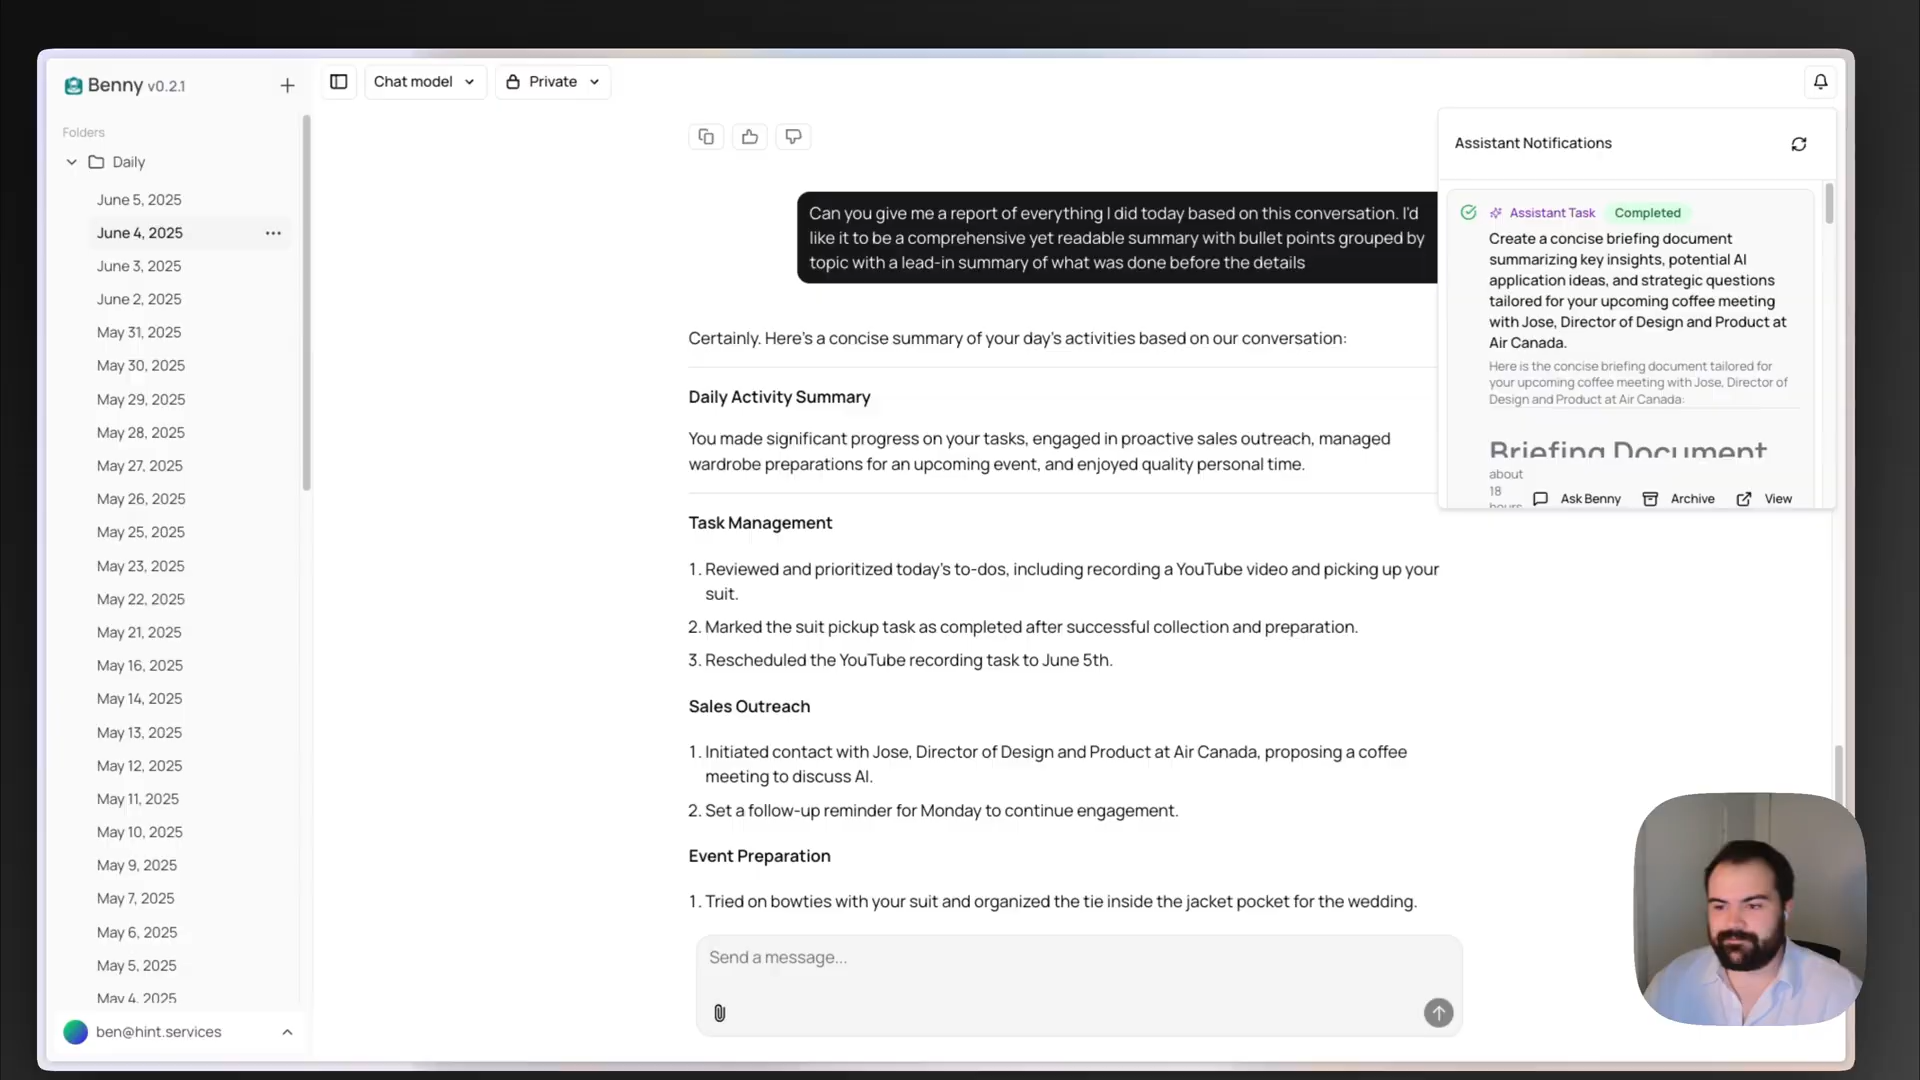 Benny v0.2.1
Folders
Daily
June 5, 2025
June 4, 2025
June 3, 2025
June 2, 2025
May 31, 2025
May 30, 2025
May 29, 2025
May 28, 2025
May 27, 2025
May 26, 2025
May 25, 2025
May 23, 2025
May 22, 2025
May 21, 2025
May 16, 2025
May 14, 2025
May 13, 2025
May 12, 2025
May 11, 2025
May 10, 2025
May 9, 2025
May 7, 2025
May 6, 2025
May 5, 2025
May 4, 2025
ben@hint.services
Chat model
Private
Can you give me a report of everything I did today based on this conversation. I'd
like it to be a comprehensive yet readable summary with bullet points grouped by
topic with a lead-in summary of what was done before the details
Certainly. Here's a concise summary of your day's activities based on our conversation:
Daily Activity Summary
You made significant progress on your tasks, engaged in proactive sales outreach, managed
wardrobe preparations for an upcoming event, and enjoyed quality personal time.
Task Management
1. Reviewed and prioritized today's to-dos, including recording a YouTube video and picking up your
suit.
2. Marked the suit pickup task as completed after successful collection and preparation.
3. Rescheduled the YouTube recording task to June 5th.
Sales Outreach
1. Initiated contact with Jose, Director of Design and Product at Air Canada, proposing a coffee
meeting to discuss AI.
2. Set a follow-up reminder for Monday to continue engagement.
Event Preparation
1. Tried on bowties with your suit and organized the tie inside the jacket pocket for the wedding.
Send a message...
Assistant Notifications
Assistant Task Completed
Create a concise briefing document
summarizing key insights, potential AI
application ideas, and strategic questions
tailored for your upcoming coffee meeting
with Jose, Director of Design and Product at
Air Canada.
Here is the concise briefing document tailored for
your upcoming coffee meeting with Jose, Director of
Design and Product at Air Canada:
Briefing Document
about
18
hours
Ask Benny
Archive
View